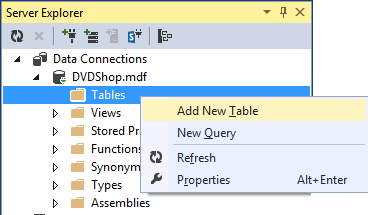 Server Explorer
Data Connections
DVDShop.mdf
Tables
Views
Stored Pr
Functions
Synonym
Types
Assemblies
Add New Table
New Query
Refresh
Properties Alt+Enter